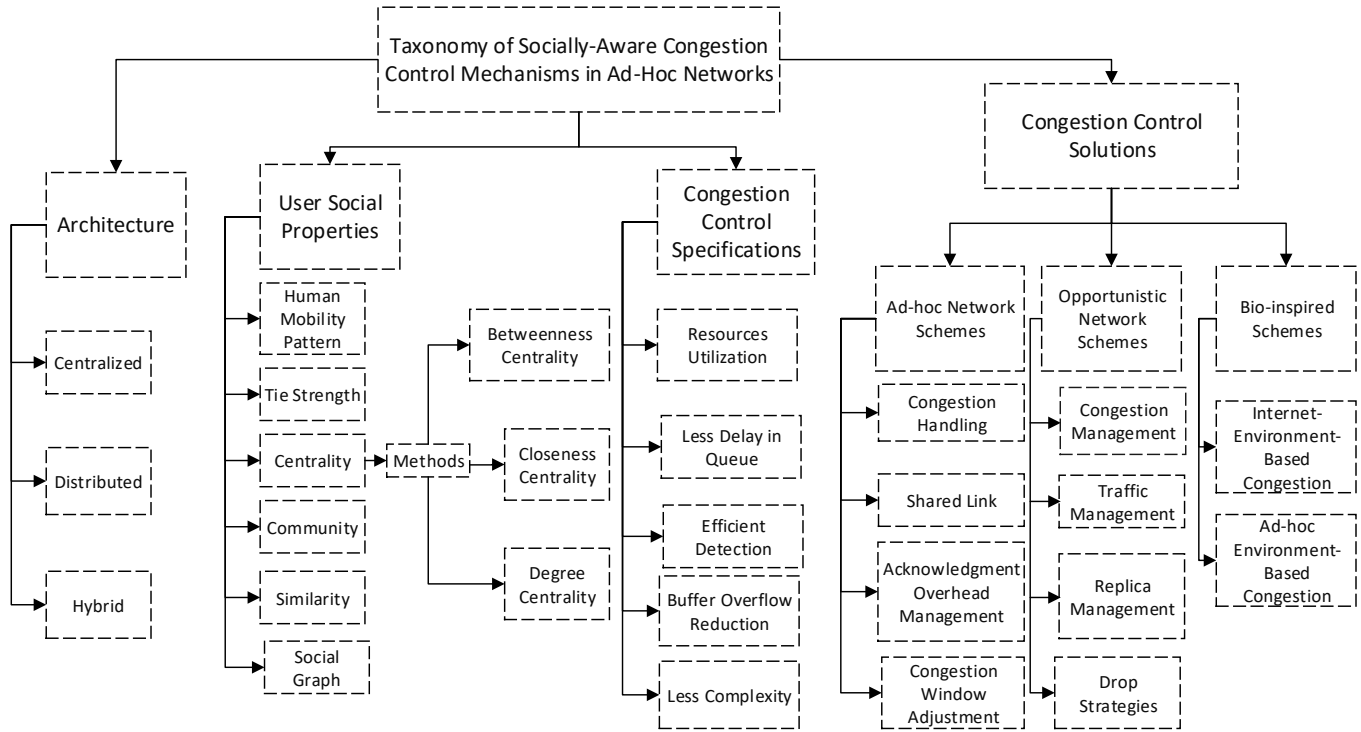 Taxonomy of Socially-Aware Congestion
Control Mechanisms in Ad-Hoc Networks
Architecture
Centralized
Distributed
Hybrid
User Social
Properties
Human
Mobility
Pattern
Tie Strength
Centrality
Community
Similarity
Social
Graph
Methods
Betweenness
Centrality
Closeness
Centrality
Degree
Centrality
Congestion
Control
Specifications
Resources
Utilization
Less Delay in
Queue
Efficient
Detection
Buffer Overflow
Reduction
Less Complexity
Congestion Control
Solutions
Ad-hoc Network
Schemes
Congestion
Handling
Shared Link
Acknowledgment
Overhead
Management
Congestion
Window
Adjustment
Opportunistic
Network
Schemes
Congestion
Management
Traffic
Management
Replica
Management
Drop
Strategies
Bio-inspired
Schemes
Internet-
Environment-
Based
Congestion
Ad-hoc
Environment-
Based
Congestion